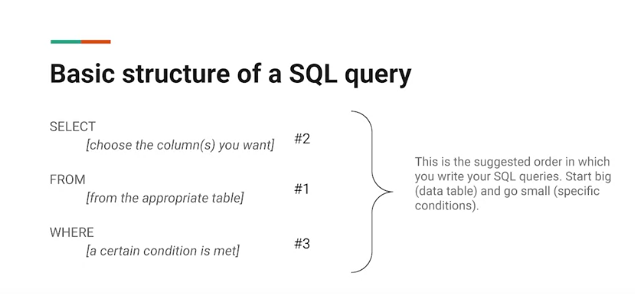 Basic structure of a SQL query
SELECT
[choose the column(s) you want] #2
FROM
[from the appropriate table] #1
WHERE
[a certain condition is met] #3
This is the suggested order in which
you write your SQL queries. Start big
(data table) and go small (specific
conditions).